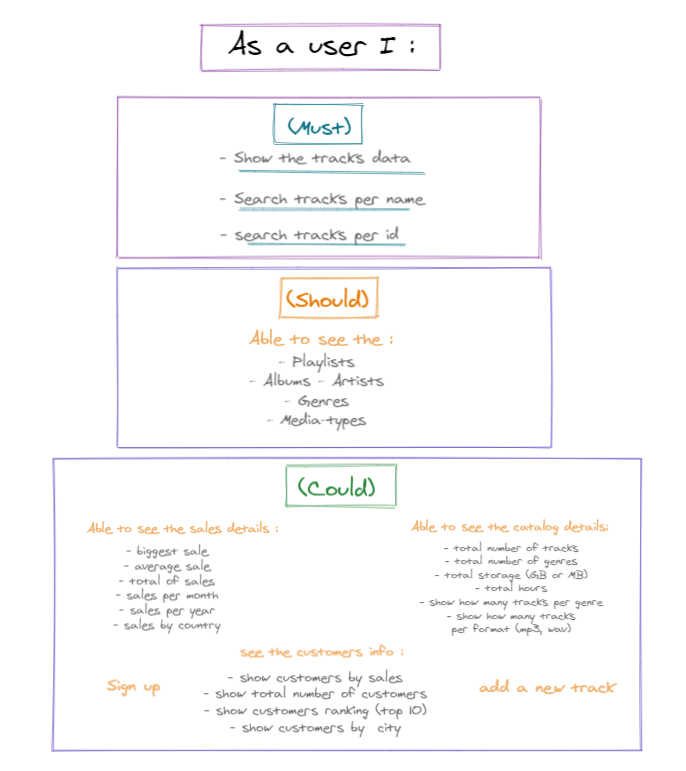 As a user I :
(Must)
- Show the tracks data
- Search tracks per name
- search tracks per id
(Should)
Able to see the :
- Playlists
- Albums - Artists
- Genres
- Media-types
(Could)
Able to see the sales details :
- biggest sale
- average sale
- total of sales
- sales per month
- sales per year
- sales by country
Able to see the catalog details:
- total number of tracks
- total number of genres
- total storage (GB or MB)
- total hours
- show how many tracks per genre
- show how many tracks
per format (mp3, wav)
see the customers info :
- show customers by sales
- show total number of customers
- show customers ranking (top 10)
- show customers by city
Sign up
add a new track